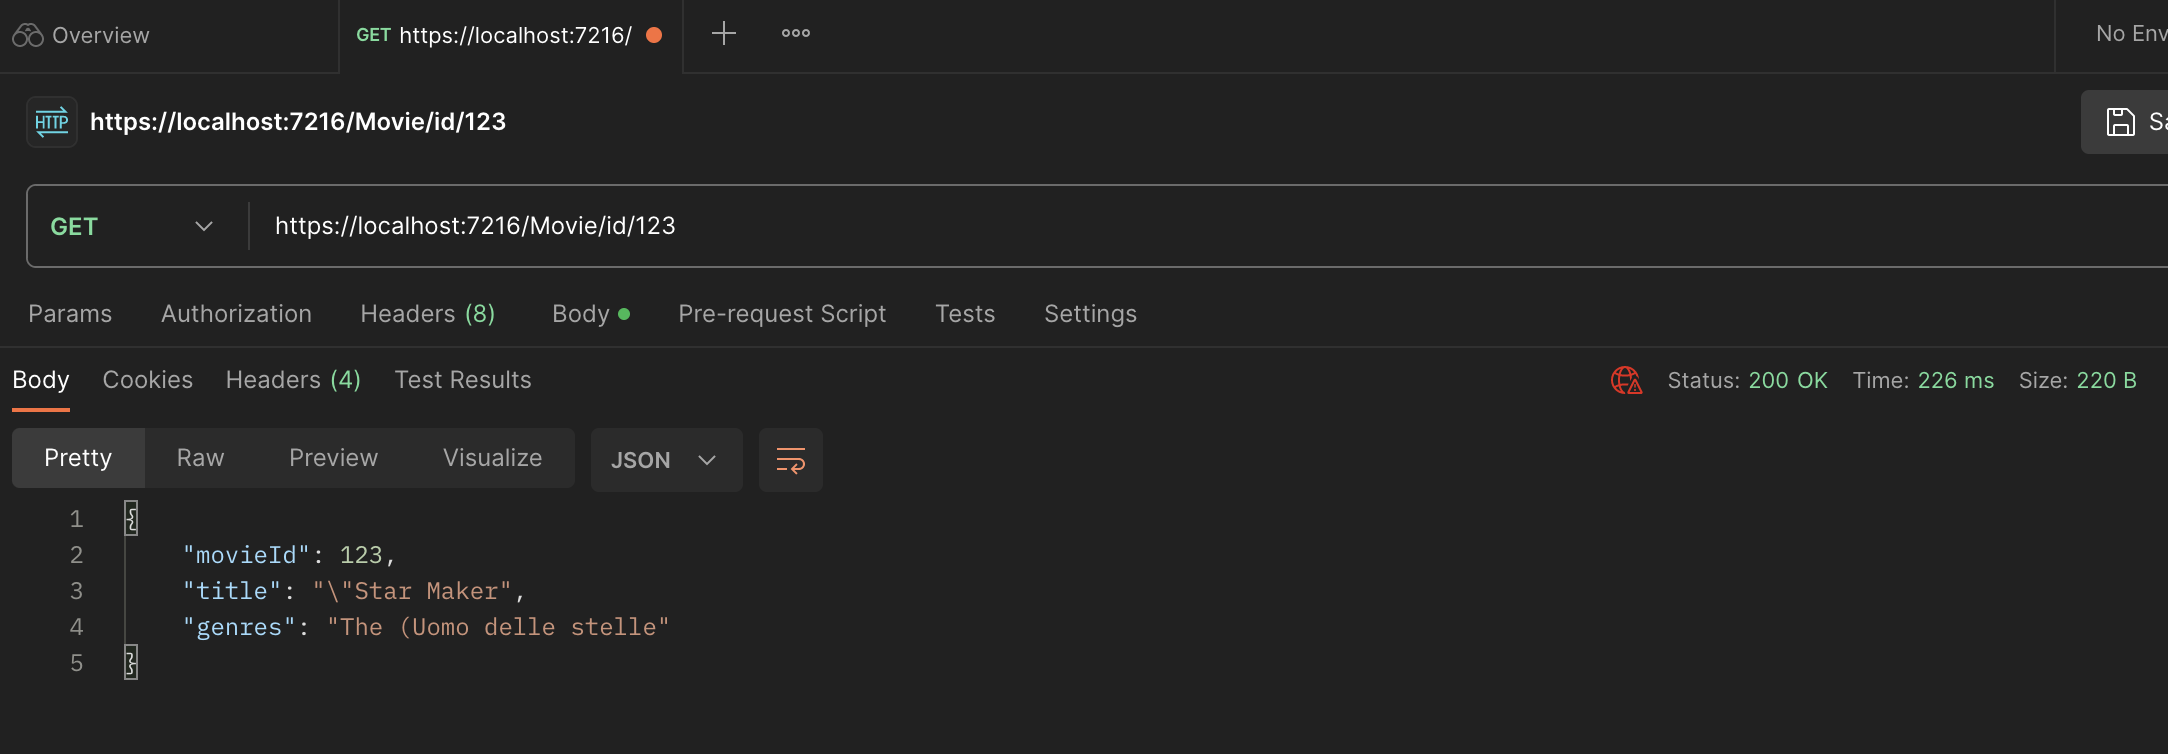 Overview
GET https://localhost:7216/
No Env
HTTP https://localhost:7216/Movie/id/123
Sa
GET https://localhost:7216/Movie/id/123
Params Authorization Headers (8) Body Pre-request Script Tests Settings
Body Cookies Headers (4) Test Results Status: 200 OK Time: 226 ms Size: 220 B
Pretty Raw Preview Visualize JSON
1 {
2 "movieId": 123,
3 "title": "\"Star Maker",
4 "genres": "The (Uomo delle stelle"
5 }